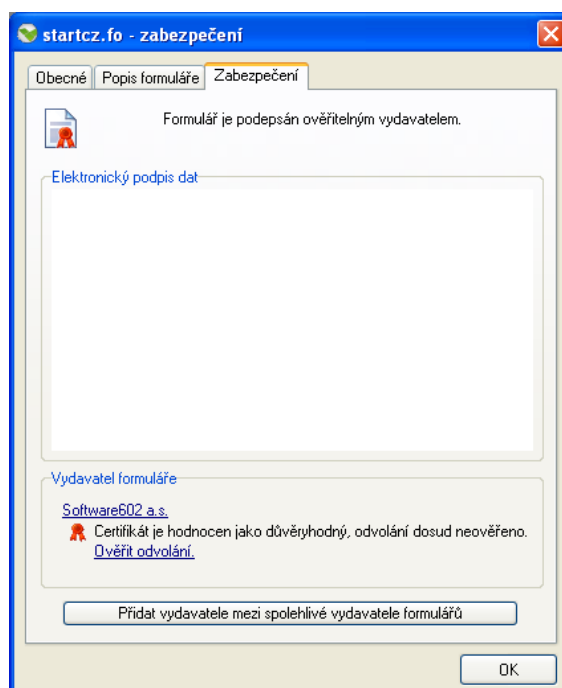 startcz.fo - zabezpečení
Obecné Popis formuláře Zabezpečení
Formulář je podepsán ověřitelným vydavatelem.
Elektronický podpis dat
Vydavatel formuláře
Software602 a.s.
Certifikát je hodnocen jako důvěryhodný, odvolání dosud neověřeno.
Ověřit odvolání.
Přidat vydavatele mezi spolehlivé vydavatele formulářů
OK